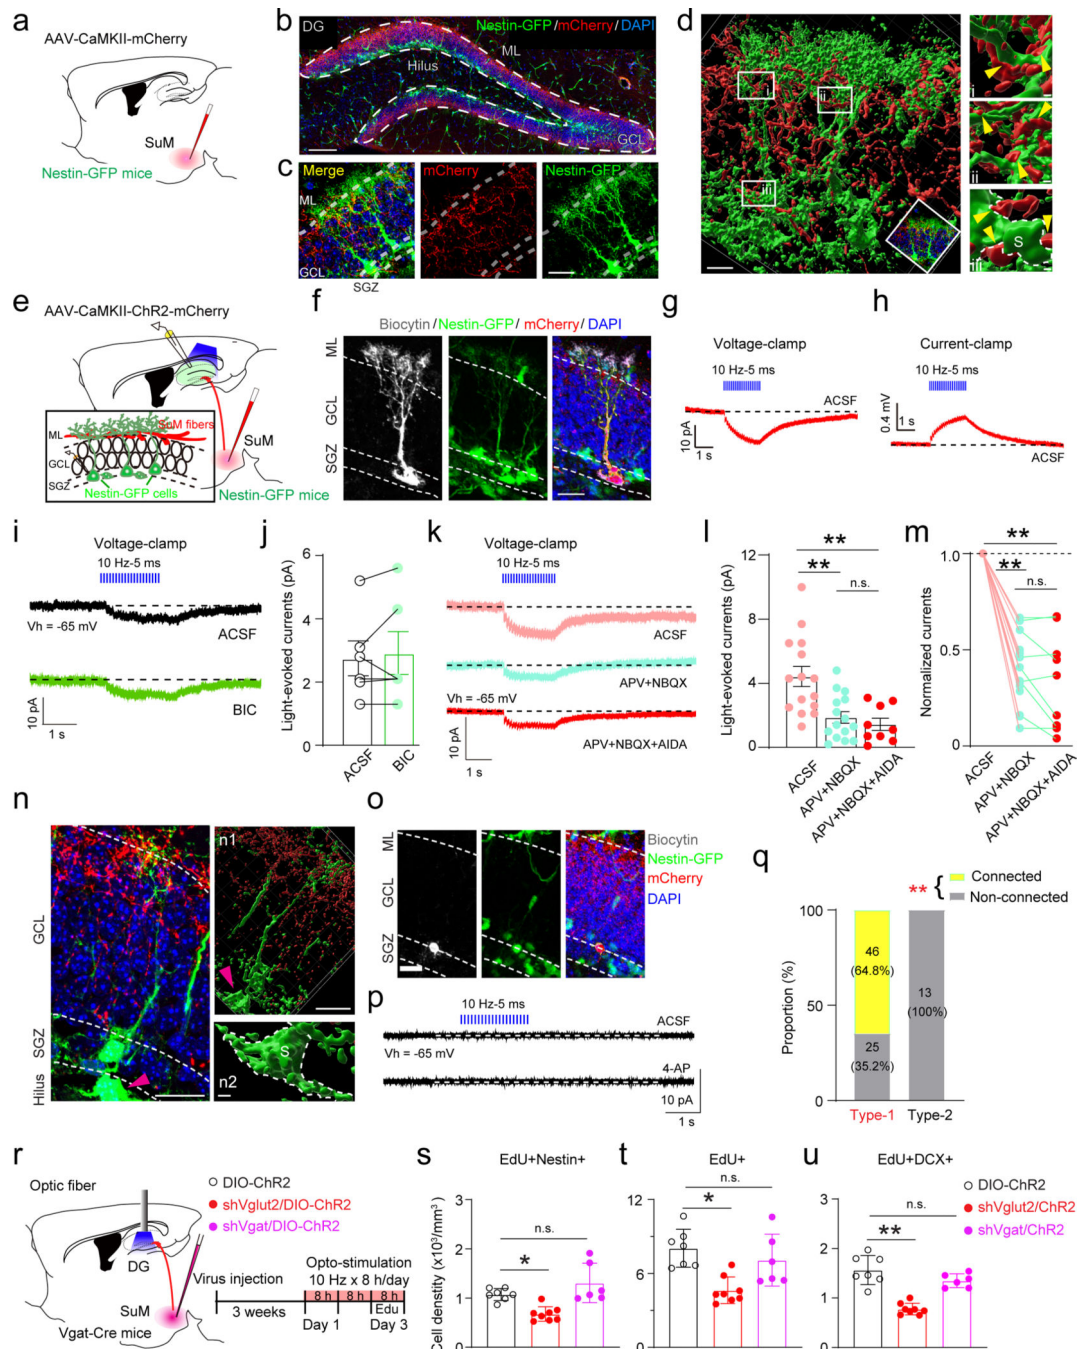 a
AAV-CaMKII-mCherry
SuM
Nestin-GFP mice
b
DG
Nestin-GFP/mCherry/DAPI
ML
Hilus
GCL
c
Merge
mCherry
Nestin-GFP
ML
GCL
SGZ
d
i
ii
iii
i
ii
iii
S
e
AAV-CaMKII-ChR2-mCherry
SuM fibers
ML
GCL
SGZ
Nestin-GFP cells
SuM
Nestin-GFP mice
f
Biocytin/Nestin-GFP/mCherry/DAPI
ML
GCL
SGZ
g
Voltage-clamp
10 Hz-5 ms
ACSF
10 pA
1 s
h
Current-clamp
10 Hz-5 ms
0.4 mV
1 s
ACSF
i
Voltage-clamp
10 Hz-5 ms
Vh = -65 mV
ACSF
BIC
10 pA
1 s
j
Light-evoked currents (pA)
6
4
2
0
ACSF
BIC
k
Voltage-clamp
10 Hz-5 ms
ACSF
APV+NBQX
Vh = -65 mV
APV+NBQX+AIDA
10 pA
1 s
l
Light-evoked currents (pA)
12
8
4
0
**
**
n.s.
ACSF
APV+NBQX
APV+NBQX+AIDA
m
Normalized currents
1.0
0.5
0
**
**
n.s.
ACSF
APV+NBQX
APV+NBQX+AIDA
n
GCL
SGZ
Hilus
n1
n2
S
o
ML
GCL
SGZ
Biocytin
Nestin-GFP
mCherry
DAPI
p
10 Hz-5 ms
ACSF
Vh = -65 mV
4-AP
10 pA
1 s
q
**
Connected
Non-connected
Proportion (%)
100
50
0
46
(64.8%)
25
(35.2%)
13
(100%)
Type-1
Type-2
r
Optic fiber
DG
SuM
Vgat-Cre mice
DIO-ChR2
shVglut2/DIO-ChR2
shVgat/DIO-ChR2
Virus injection
3 weeks
Opto-stimulation
10 Hz x 8 h/day
8 h
8 h
8 h
Edu
Day 1
Day 3
s
EdU+Nestin+
Cell denstity (x10³/mm³)
3
2
1
0
n.s.
*
t
EdU+
12
6
0
n.s.
*
u
EdU+DCX+
3
2
1
0
n.s.
**
DIO-ChR2
shVglut2/ChR2
shVgat/ChR2